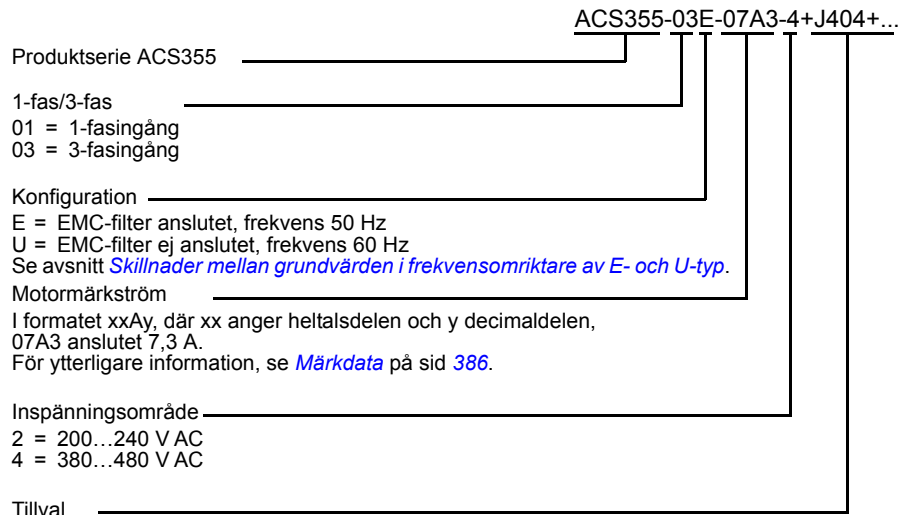 ACS355-03E-07A3-4+J404+...
Produktserie ACS355
1-fas/3-fas
01 = 1-fasingång
03 = 3-fasingång
Konfiguration
E = EMC-filter anslutet, frekvens 50 Hz
U = EMC-filter ej anslutet, frekvens 60 Hz
Se avsnitt Skillnader mellan grundvärden i frekvensomriktare av E- och U-typ.
Motormärkström
I formatet xxAy, där xx anger heltalsdelen och y decimaldelen,
07A3 anslutet 7,3 A.
För ytterligare information, se Märkdata på sid 386.
Inspänningsområde
2 = 200…240 V AC
4 = 380…480 V AC
Tillval